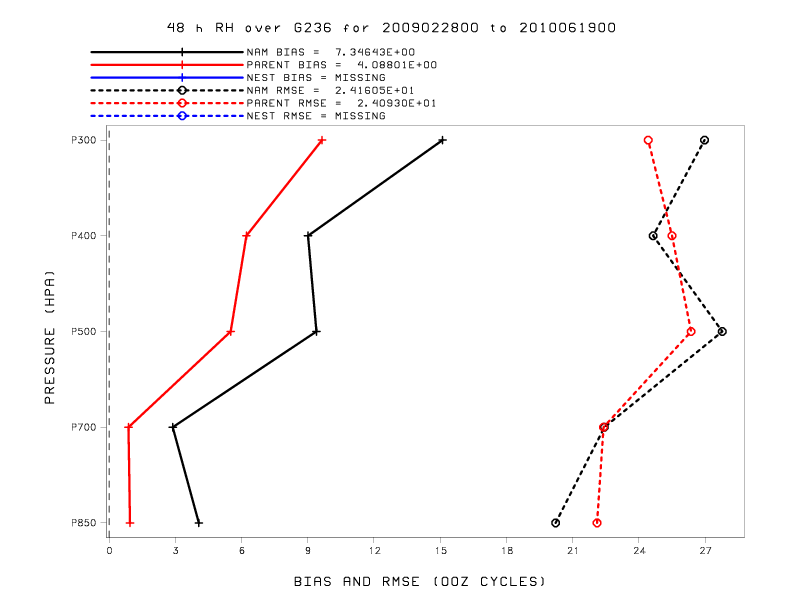 48 h RH over G236 for 2009022800 to 2010061900
NAM BIAS = 7.34643E+00
PARENT BIAS = 4.08801E+00
NEST BIAS = MISSING
NAM RMSE = 2.41605E+01
PARENT RMSE = 2.40930E+01
NEST RMSE = MISSING
P300
P400
P500
P700
P850
PRESSURE (HPA)
0 3 6 9 12 15 18 21 24 27
BIAS AND RMSE (00Z CYCLES)